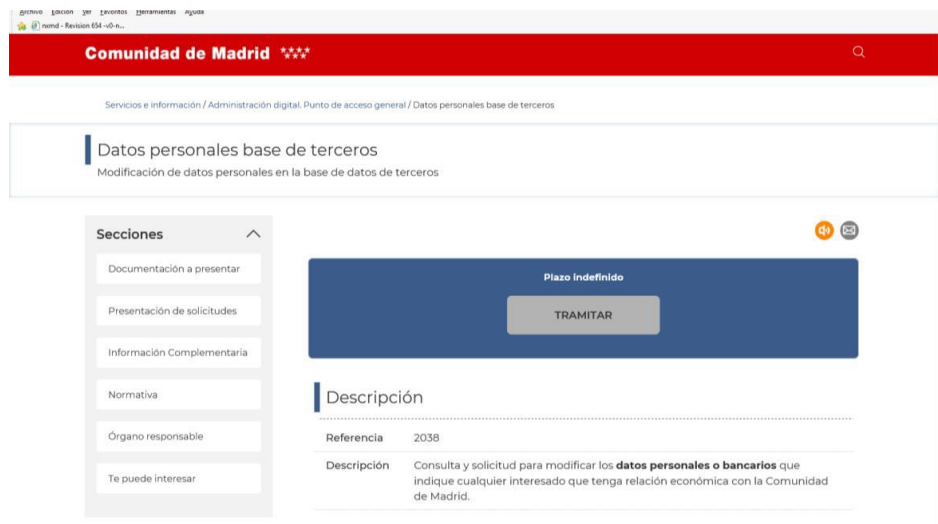 Archivo Edición Ver Favoritos Herramientas Ayuda
Comunidad de Madrid
Servicios e información / Administración digital. Punto de acceso general / Datos personales base de terceros
Datos personales base de terceros
Modificación de datos personales en la base de datos de terceros
Secciones
Documentación a presentar
Presentación de solicitudes
Información Complementaria
Normativa
Órgano responsable
Te puede interesar
Plazo indefinido
TRAMITAR
Descripción
Referencia 2038
Descripción Consulta y solicitud para modificar los datos personales o bancarios que
indique cualquier interesado que tenga relación económica con la Comunidad
de Madrid.